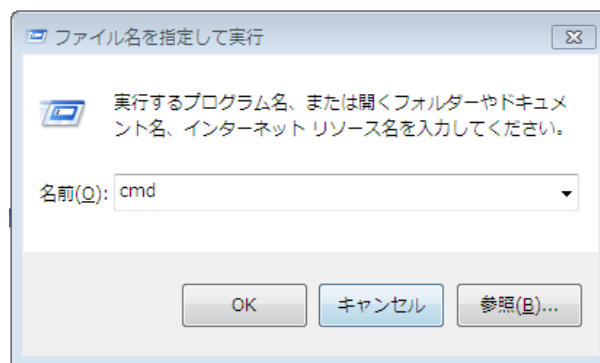 ファイル名を指定して実行
実行するプログラム名、または開くフォルダーやドキュメ
ント名、インターネット リソース名を入力してください。
名前(O): cmd
OK キャンセル 参照(B)...